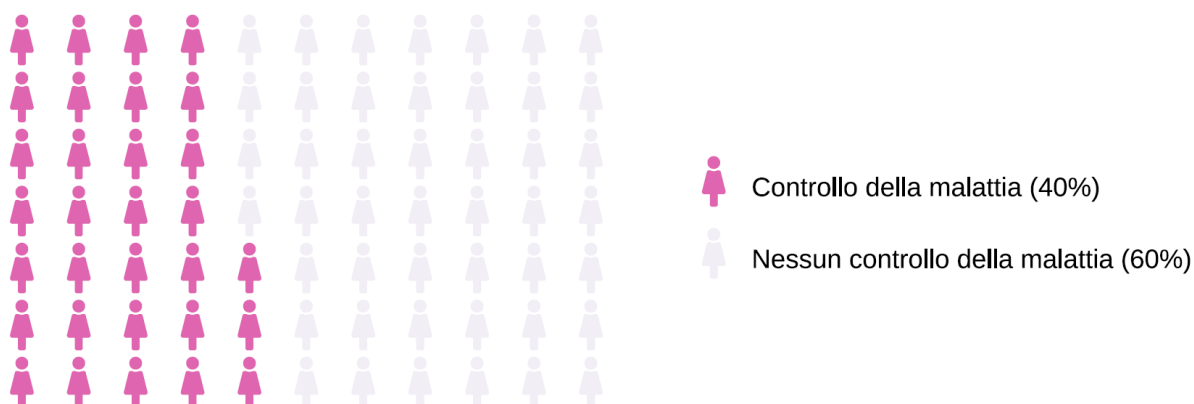 Controllo della malattia (40%)
Nessun controllo della malattia (60%)